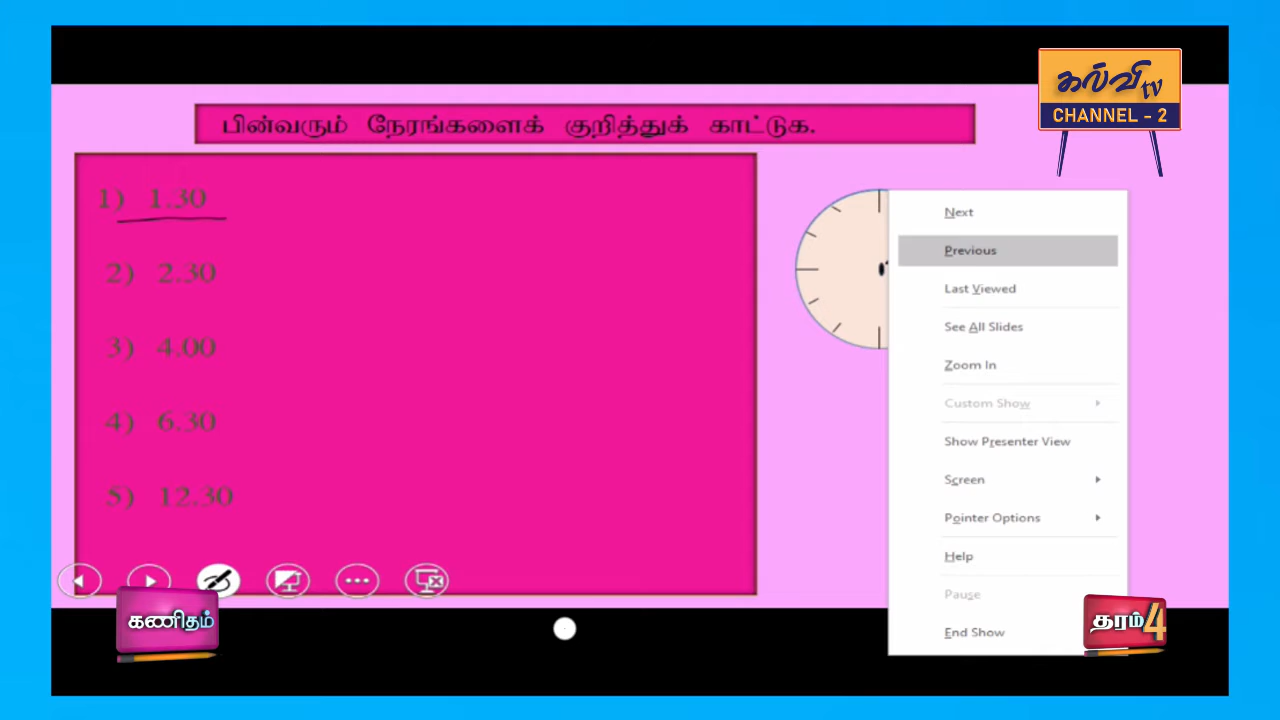 கல்வி tv
CHANNEL - 2
பின்வரும் நேரங்களைக் குறித்துக் காட்டுக.
1) 1.30
2) 2.30
3) 4.00
4) 6.30
5) 12.30
Next
Previous
Last Viewed
See All Slides
Zoom In
Custom Show
Show Presenter View
Screen
Pointer Options
Help
Pause
End Show
கணிதம்
தரம் 4